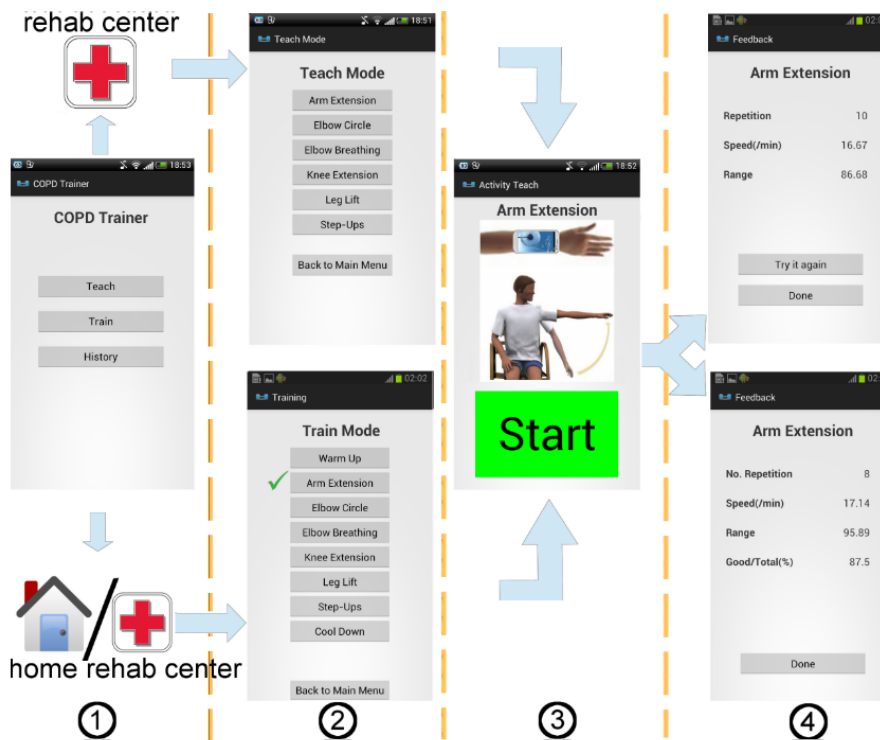 rehab center
18:53
COPD Trainer
COPD Trainer
Teach
Train
History
home rehab center
1
18:51
Teach Mode
Teach Mode
Arm Extension
Elbow Circle
Elbow Breathing
Knee Extension
Leg Lift
Step-Ups
Back to Main Menu
02:02
Training
Train Mode
Warm Up
Arm Extension
Elbow Circle
Elbow Breathing
Knee Extension
Leg Lift
Step-Ups
Cool Down
Back to Main Menu
2
18:52
Activity Teach
Arm Extension
Start
3
Feedback
Arm Extension
Repetition 10
Speed(/min) 16.67
Range 86.68
Try it again
Done
Feedback
Arm Extension
No. Repetition 8
Speed(/min) 17.14
Range 95.89
Good/Total(%) 87.5
Done
4